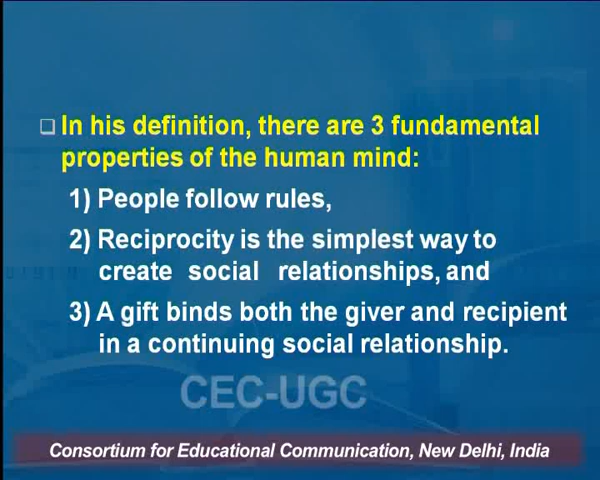 In his definition, there are 3 fundamental
properties of the human mind:
1) People follow rules,
2) Reciprocity is the simplest way to
create social relationships, and
3) A gift binds both the giver and recipient
in a continuing social relationship.
CEC-UGC
Consortium for Educational Communication, New Delhi, India